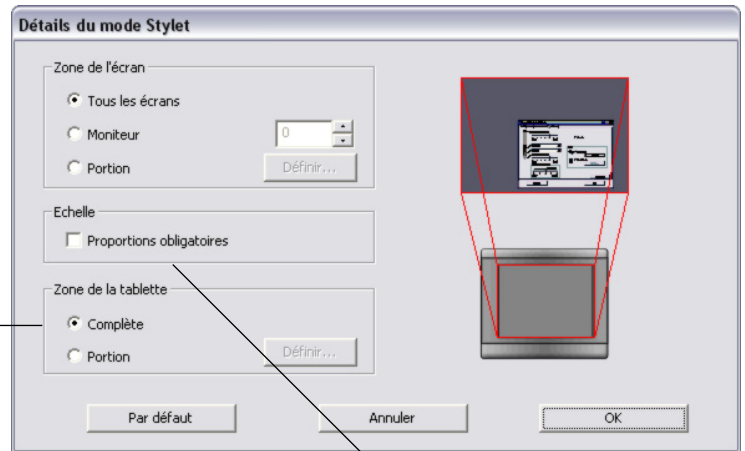 Détails du mode Stylet
Zone de l'écran
Tous les écrans
Moniteur 0
Portion Définir...
Echelle
Proportions obligatoires
Zone de la tablette
Complète
Portion Définir...
Par défaut Annuler OK